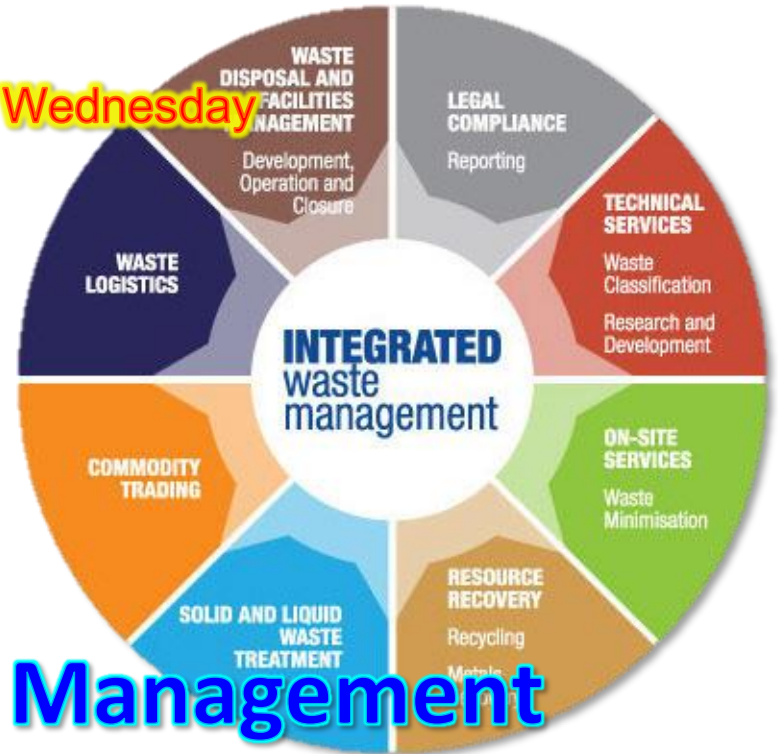 Wednesday
WASTE
DISPOSAL AND
FACILITIES
Development,
Operation and
Closure
LEGAL
COMPLIANCE
Reporting
TECHNICAL
SERVICES
Waste
Classification
Research and
Development
ON-SITE
SERVICES
Waste
Minimisation
RESOURCE
RECOVERY
Recycling
SOLID AND LIQUID
WASTE
TREATMENT
COMMODITY
TRADING
WASTE
LOGISTICS
INTEGRATED
waste
management
Management